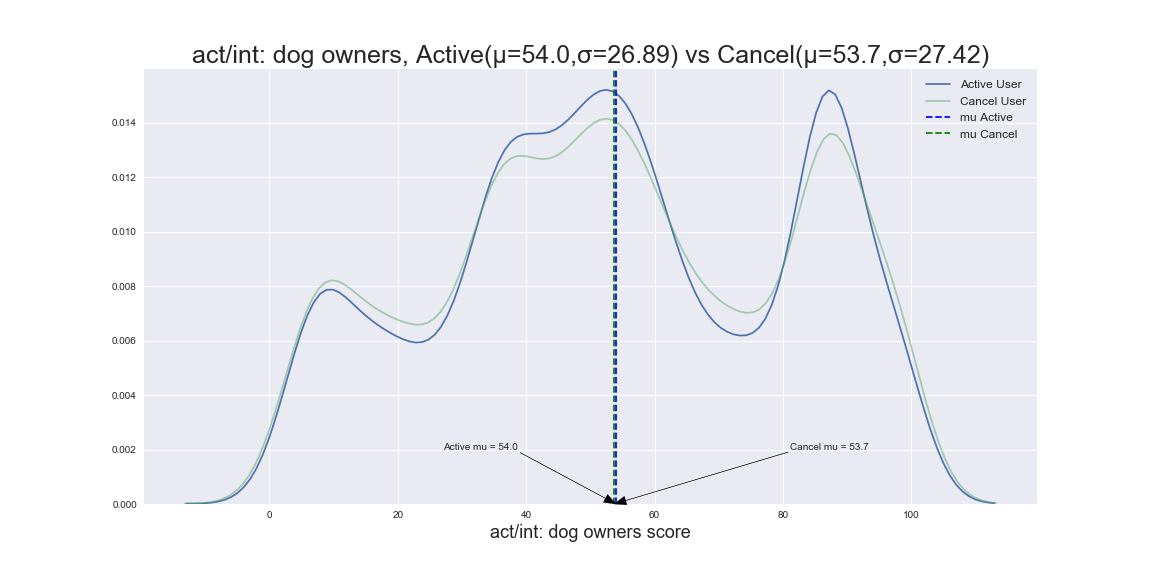 act/int: dog owners, Active(μ=54.0,σ=26.89) vs Cancel(μ=53.7,σ=27.42)
Active User
Cancel User
mu Active
mu Cancel
0.014
0.012
0.010
0.008
0.006
0.004
0.002
0.000
Active mu = 54.0
Cancel mu = 53.7
0 20 40 60 80 100
act/int: dog owners score